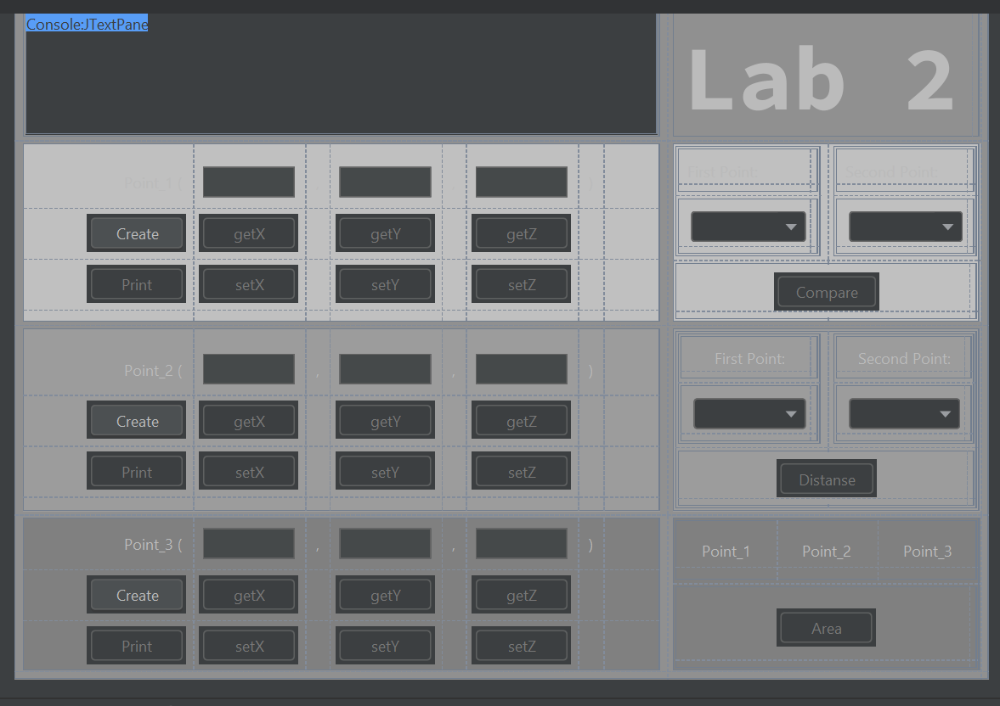 Console:JTextPane
Lab 2
Point_1 ( , , )
First Point: Second Point:
Create getX getY getZ
Print setX setY setZ
Compare
Point_2 ( , , )
First Point: Second Point:
Create getX getY getZ
Print setX setY setZ
Distanse
Point_3 ( , , )
Point_1 Point_2 Point_3
Create getX getY getZ
Print setX setY setZ
Area